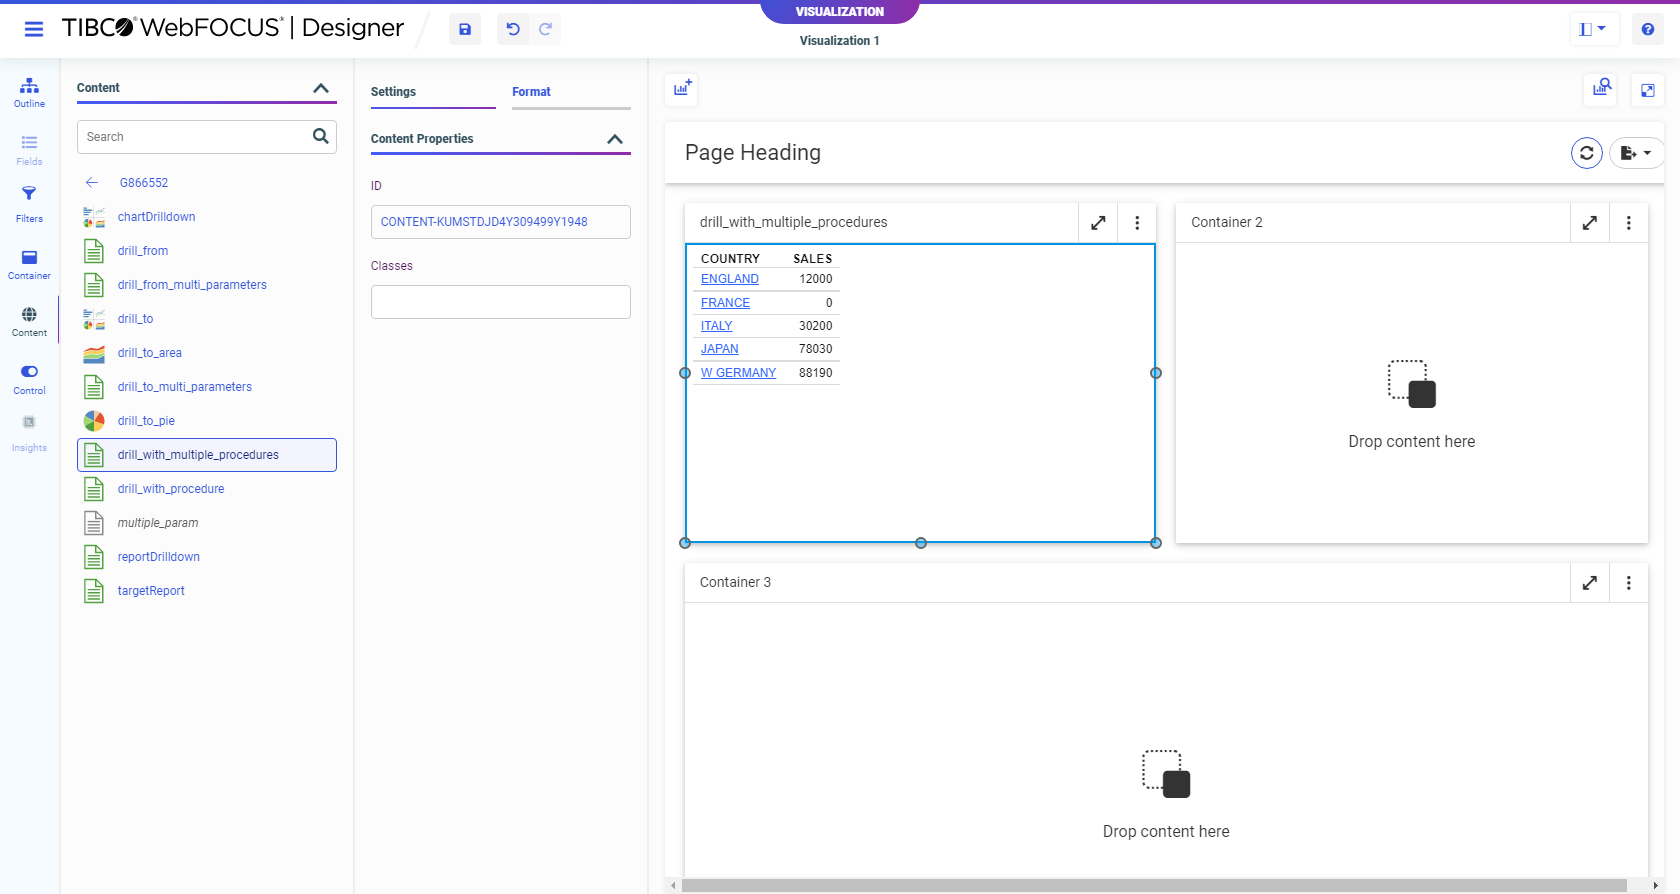 VISUALIZATION
TIBCO® WebFOCUS® | Designer
Visualization 1
Outline
Fields
Filters
Container
Content
Control
Insights
Content
Search
G866552
chartDrilldown
drill_from
drill_from_multi_parameters
drill_to
drill_to_area
drill_to_multi_parameters
drill_to_pie
drill_with_multiple_procedures
drill_with_procedure
multiple_param
reportDrilldown
targetReport
Settings Format
Content Properties
ID
CONTENT-KUMSTDJD4Y309499Y1948
Classes
Page Heading
drill_with_multiple_procedures
COUNTRY SALES
ENGLAND 12000
FRANCE 0
ITALY 30200
JAPAN 78030
W GERMANY 88190
Container 2
Drop content here
Container 3
Drop content here